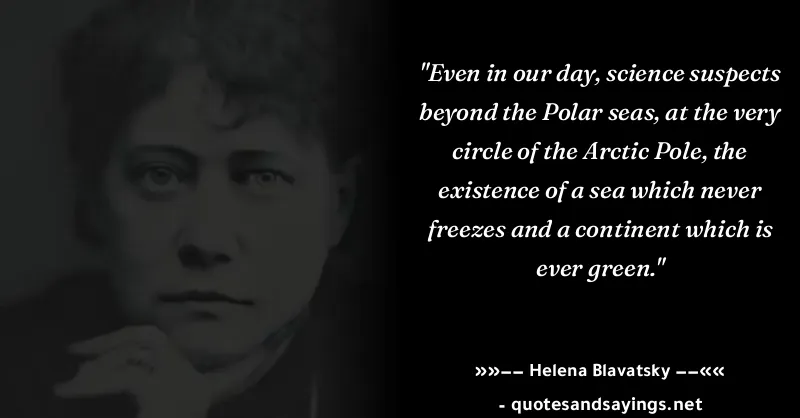 "Even in our day, science suspects
beyond the Polar seas, at the very
circle of the Arctic Pole, the
existence of a sea which never
freezes and a continent which is
ever green."
»»−− Helena Blavatsky −−««
- quotesandsayings.net